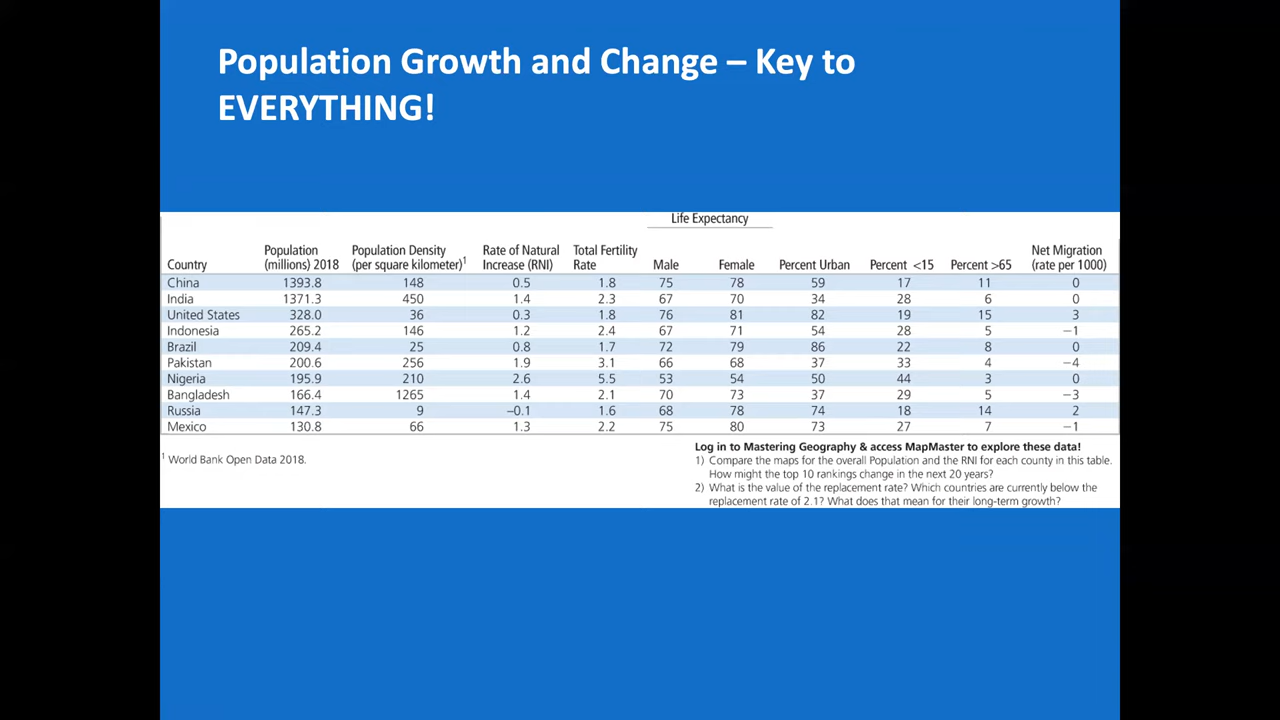 Population Growth and Change – Key to
EVERYTHING!
Life Expectancy
Population Population Density Rate of Natural Total Fertility Net Migration
Country (millions) 2018 (per square kilometer)1 Increase (RNI) Rate Male Female Percent Urban Percent <15 Percent >65 (rate per 1000)
China 1393.8 148 0.5 1.8 75 78 59 17 11 0
India 1371.3 450 1.4 2.3 67 70 34 28 6 0
United States 328.0 36 0.3 1.8 76 81 82 19 15 3
Indonesia 265.2 146 1.2 2.4 67 71 54 28 5 −1
Brazil 209.4 25 0.8 1.7 72 79 86 22 8 0
Pakistan 200.6 256 1.9 3.1 66 68 37 33 4 −4
Nigeria 195.9 210 2.6 5.5 53 54 50 44 3 0
Bangladesh 166.4 1265 1.4 2.1 70 73 37 29 5 −3
Russia 147.3 9 −0.1 1.6 68 78 74 18 14 2
Mexico 130.8 66 1.3 2.2 75 80 73 27 7 −1
1 World Bank Open Data 2018.
Log in to Mastering Geography & access MapMaster to explore these data!
1) Compare the maps for the overall Population and the RNI for each county in this table.
How might the top 10 rankings change in the next 20 years?
2) What is the value of the replacement rate? Which countries are currently below the
replacement rate of 2.1? What does that mean for their long-term growth?